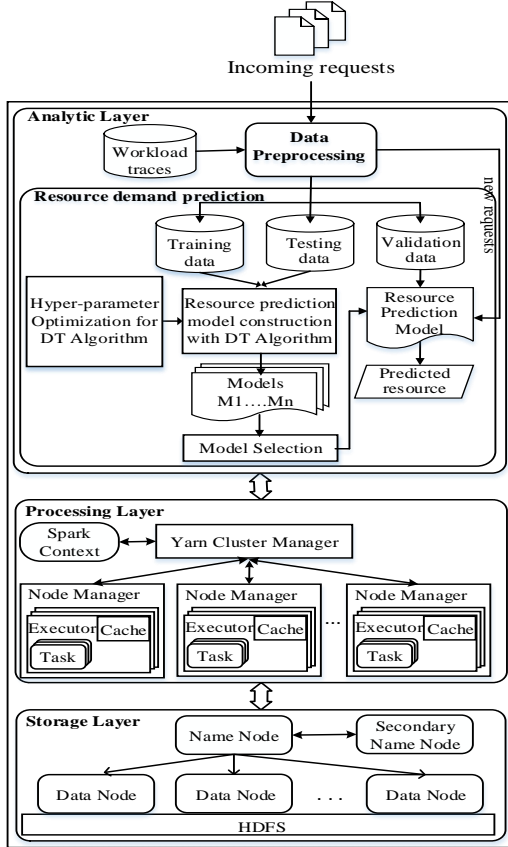 Incoming requests
Analytic Layer
Workload
traces
Data
Preprocessing
new requests
Resource demand prediction
Training
data
Testing
data
Validation
data
Hyper-parameter
Optimization for
DT Algorithm
Resource prediction
model construction
with DT Algorithm
Resource
Prediction
Model
Models
M1....Mn
Predicted
resource
Model Selection
Processing Layer
Spark
Context
Yarn Cluster Manager
Node Manager
Executor
Cache
Task
Node Manager
Executor
Cache
Task
...
Node Manager
Executor
Cache
Task
Storage Layer
Name Node
Secondary
Name Node
Data Node
Data Node
. . .
Data Node
HDFS